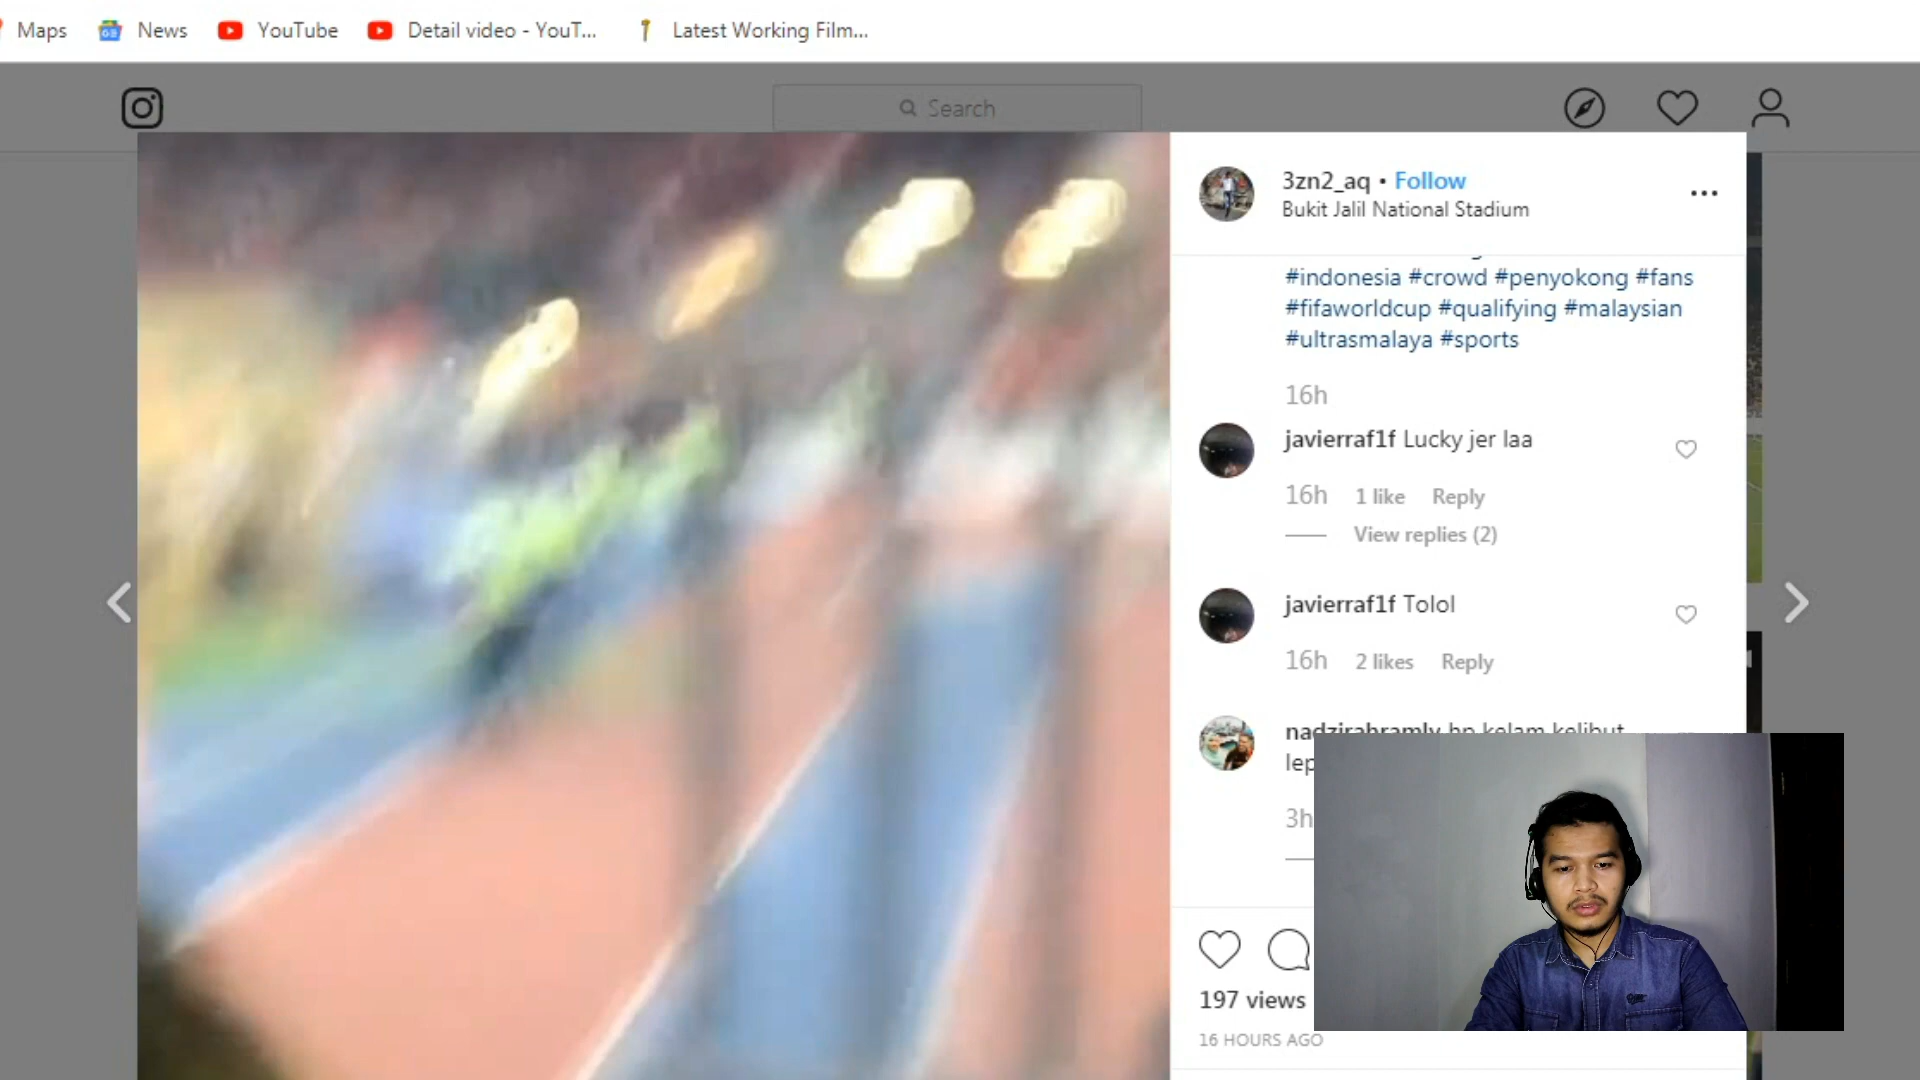 Maps
News
YouTube
Detail video - YouT...
Latest Working Film...
Search
3zn2_aq • Follow
Bukit Jalil National Stadium
#indonesia #crowd #penyokong #fans
#fifaworldcup #qualifying #malaysian
#ultrasmalaya #sports
16h
javierraf1f Lucky jer laa
16h 1 like Reply
View replies (2)
javierraf1f Tolol
16h 2 likes Reply
kelam kelibut
3h
197 views
16 HOURS AGO